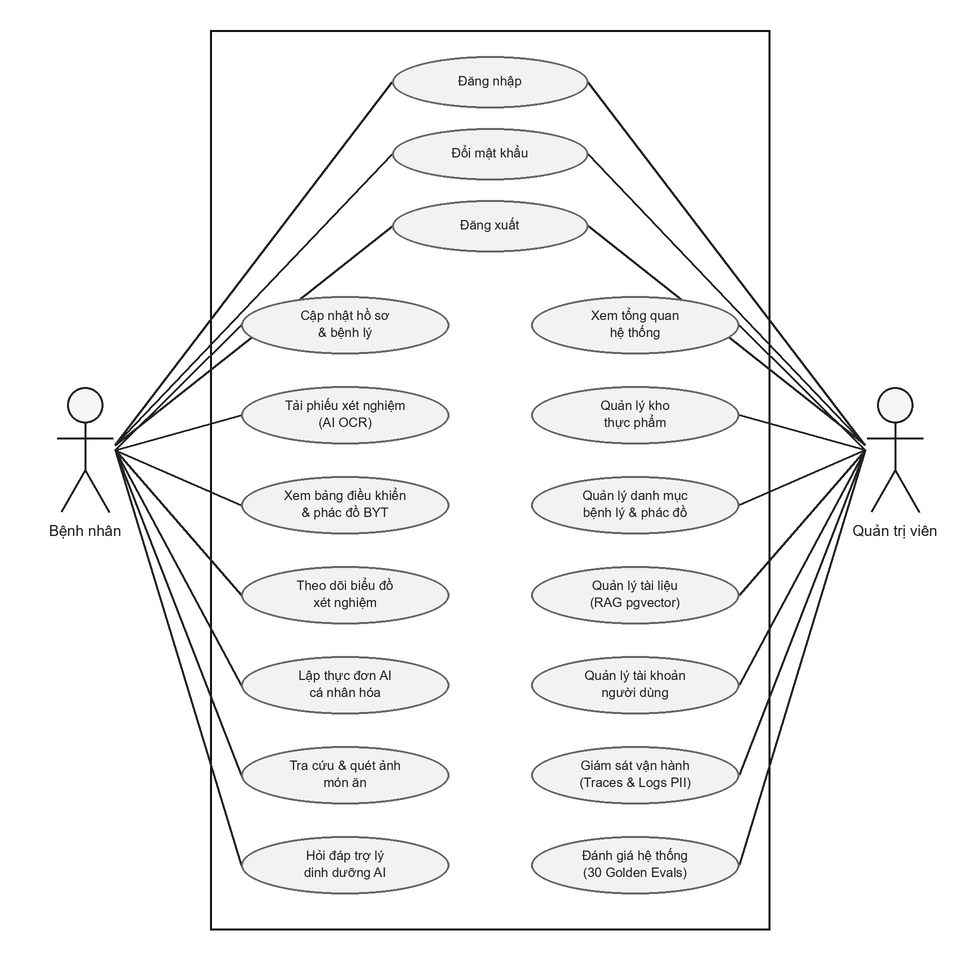 Đăng nhập
Đổi mật khẩu
Đăng xuất
Cập nhật hồ sơ
& bệnh lý
Xem tổng quan
hệ thống
Tải phiếu xét nghiệm
(AI OCR)
Quản lý kho
thực phẩm
Xem bảng điều khiển
& phác đồ BYT
Quản lý danh mục
bệnh lý & phác đồ
Bệnh nhân
Quản trị viên
Theo dõi biểu đồ
xét nghiệm
Quản lý tài liệu
(RAG pgvector)
Lập thực đơn AI
cá nhân hóa
Quản lý tài khoản
người dùng
Tra cứu & quét ảnh
món ăn
Giám sát vận hành
(Traces & Logs PII)
Hỏi đáp trợ lý
dinh dưỡng AI
Đánh giá hệ thống
(30 Golden Evals)